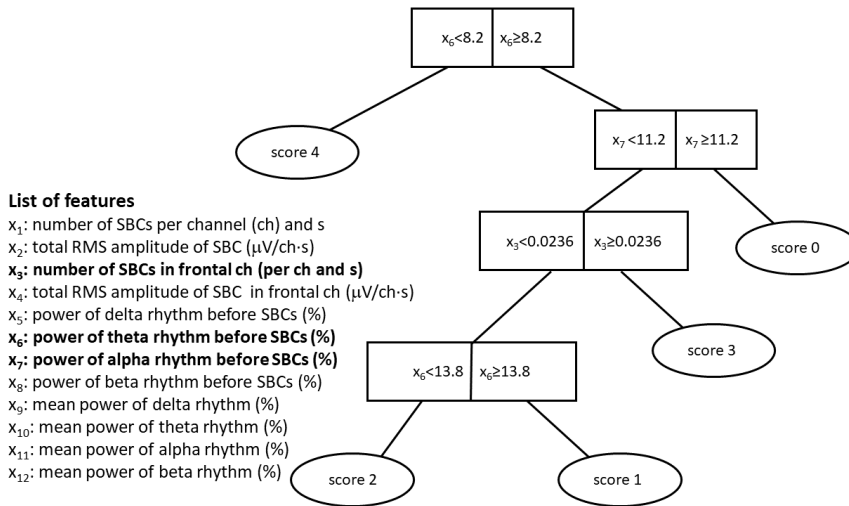 x₆<8.2 x₆≥8.2
score 4
x₇ <11.2 x₇ ≥11.2
x₃<0.0236 x₃≥0.0236
score 0
score 3
x₆<13.8 x₆≥13.8
score 2
score 1
List of features
x₁: number of SBCs per channel (ch) and s
x₂: total RMS amplitude of SBC (μV/ch·s)
x₃: number of SBCs in frontal ch (per ch and s)
x₄: total RMS amplitude of SBC in frontal ch (μV/ch·s)
x₅: power of delta rhythm before SBCs (%)
x₆: power of theta rhythm before SBCs (%)
x₇: power of alpha rhythm before SBCs (%)
x₈: power of beta rhythm before SBCs (%)
x₉: mean power of delta rhythm (%)
x₁₀: mean power of theta rhythm (%)
x₁₁: mean power of alpha rhythm (%)
x₁₂: mean power of beta rhythm (%)